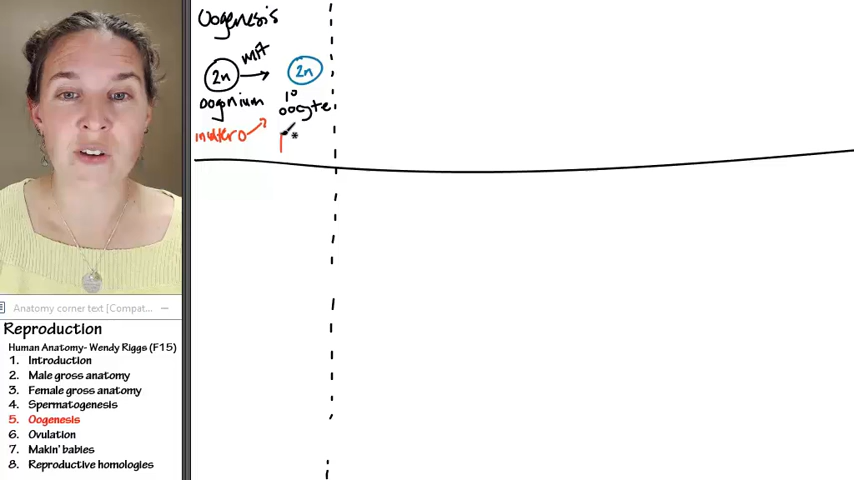 Oogenesis
2n
mit
2n
oogonium
1° oocyte
in utero
Anatomy corner text [Compat...
Reproduction
Human Anatomy- Wendy Riggs (F15)
1. Introduction
2. Male gross anatomy
3. Female gross anatomy
4. Spermatogenesis
5. Oogenesis
6. Ovulation
7. Makin' babies
8. Reproductive homologies